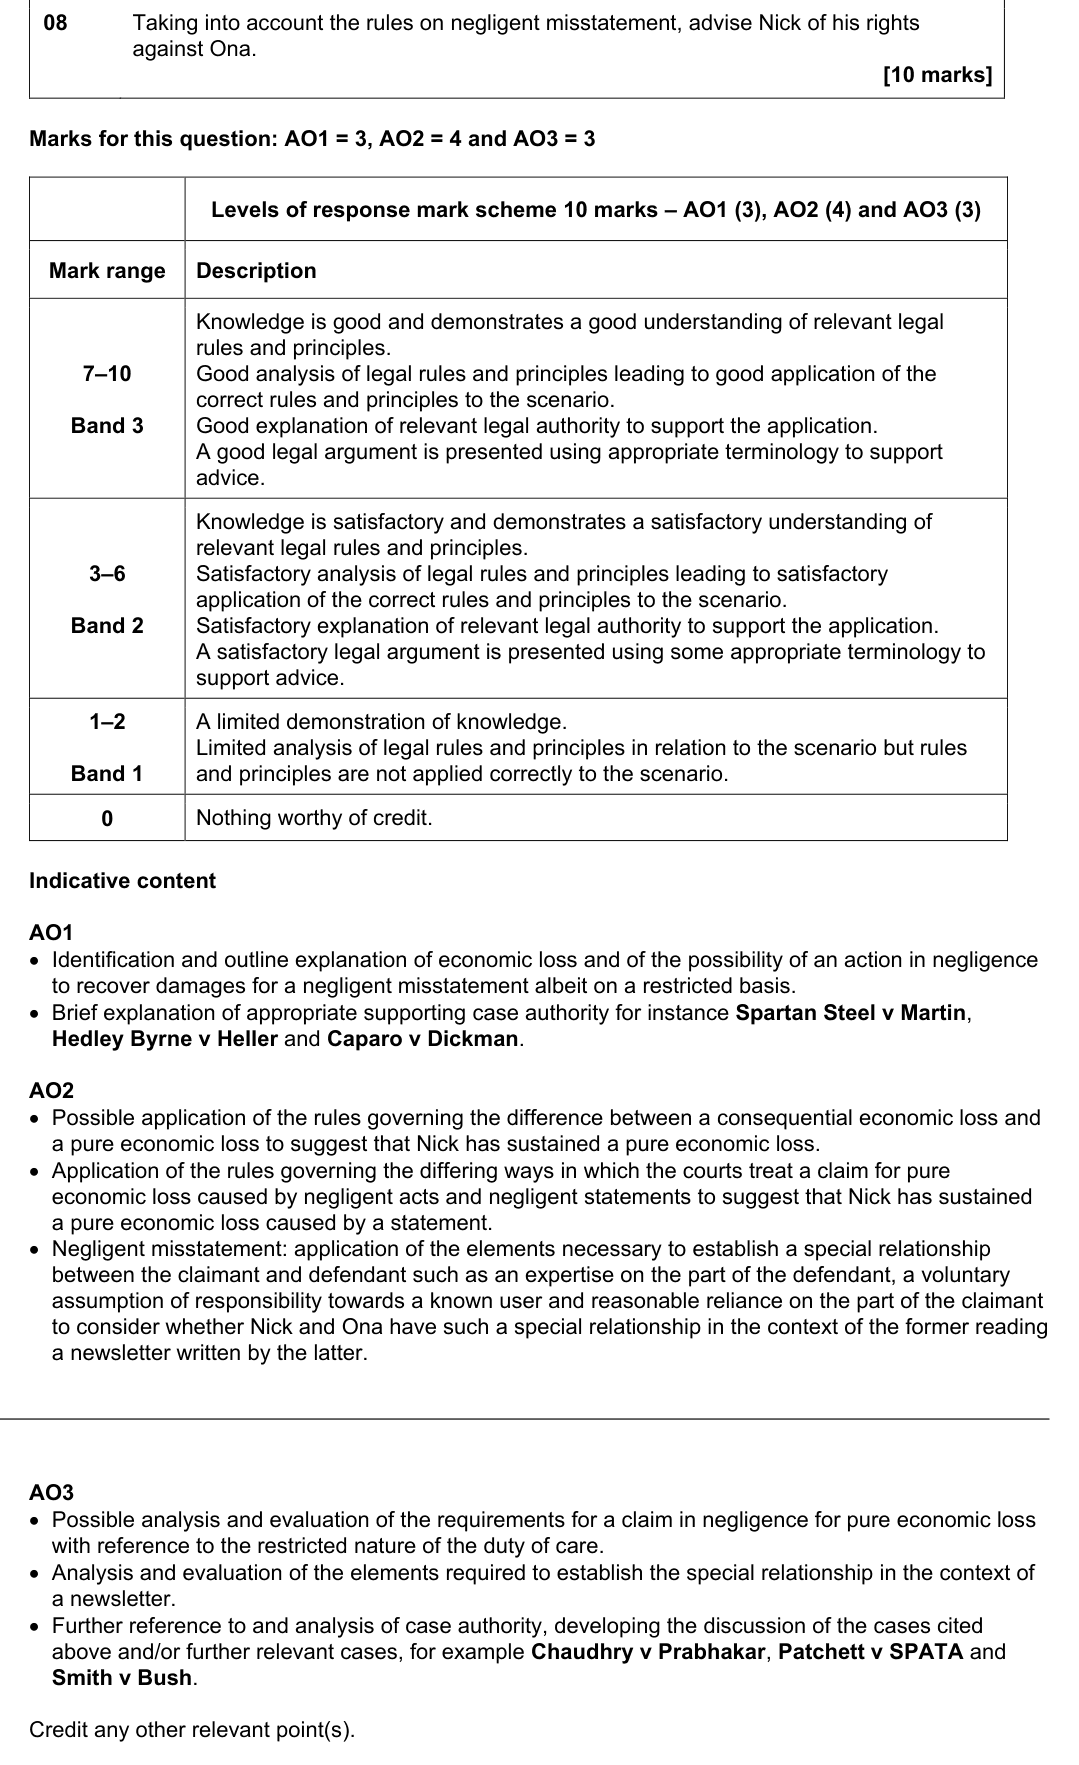 08 Taking into account the rules on negligent misstatement, advise Nick of his rights
against Ona.
[10 marks]
Marks for this question: AO1 = 3, AO2 = 4 and AO3 = 3
Levels of response mark scheme 10 marks – AO1 (3), AO2 (4) and AO3 (3)
Mark range Description
7–10
Band 3
Knowledge is good and demonstrates a good understanding of relevant legal
rules and principles.
Good analysis of legal rules and principles leading to good application of the
correct rules and principles to the scenario.
Good explanation of relevant legal authority to support the application.
A good legal argument is presented using appropriate terminology to support
advice.
3–6
Band 2
Knowledge is satisfactory and demonstrates a satisfactory understanding of
relevant legal rules and principles.
Satisfactory analysis of legal rules and principles leading to satisfactory
application of the correct rules and principles to the scenario.
Satisfactory explanation of relevant legal authority to support the application.
A satisfactory legal argument is presented using some appropriate terminology to
support advice.
1–2
Band 1
A limited demonstration of knowledge.
Limited analysis of legal rules and principles in relation to the scenario but rules
and principles are not applied correctly to the scenario.
0 Nothing worthy of credit.
Indicative content
AO1
• Identification and outline explanation of economic loss and of the possibility of an action in negligence
to recover damages for a negligent misstatement albeit on a restricted basis.
• Brief explanation of appropriate supporting case authority for instance Spartan Steel v Martin,
Hedley Byrne v Heller and Caparo v Dickman.
AO2
• Possible application of the rules governing the difference between a consequential economic loss and
a pure economic loss to suggest that Nick has sustained a pure economic loss.
• Application of the rules governing the differing ways in which the courts treat a claim for pure
economic loss caused by negligent acts and negligent statements to suggest that Nick has sustained
a pure economic loss caused by a statement.
• Negligent misstatement: application of the elements necessary to establish a special relationship
between the claimant and defendant such as an expertise on the part of the defendant, a voluntary
assumption of responsibility towards a known user and reasonable reliance on the part of the claimant
to consider whether Nick and Ona have such a special relationship in the context of the former reading
a newsletter written by the latter.
AO3
• Possible analysis and evaluation of the requirements for a claim in negligence for pure economic loss
with reference to the restricted nature of the duty of care.
• Analysis and evaluation of the elements required to establish the special relationship in the context of
a newsletter.
• Further reference to and analysis of case authority, developing the discussion of the cases cited
above and/or further relevant cases, for example Chaudhry v Prabhakar, Patchett v SPATA and
Smith v Bush.
Credit any other relevant point(s).